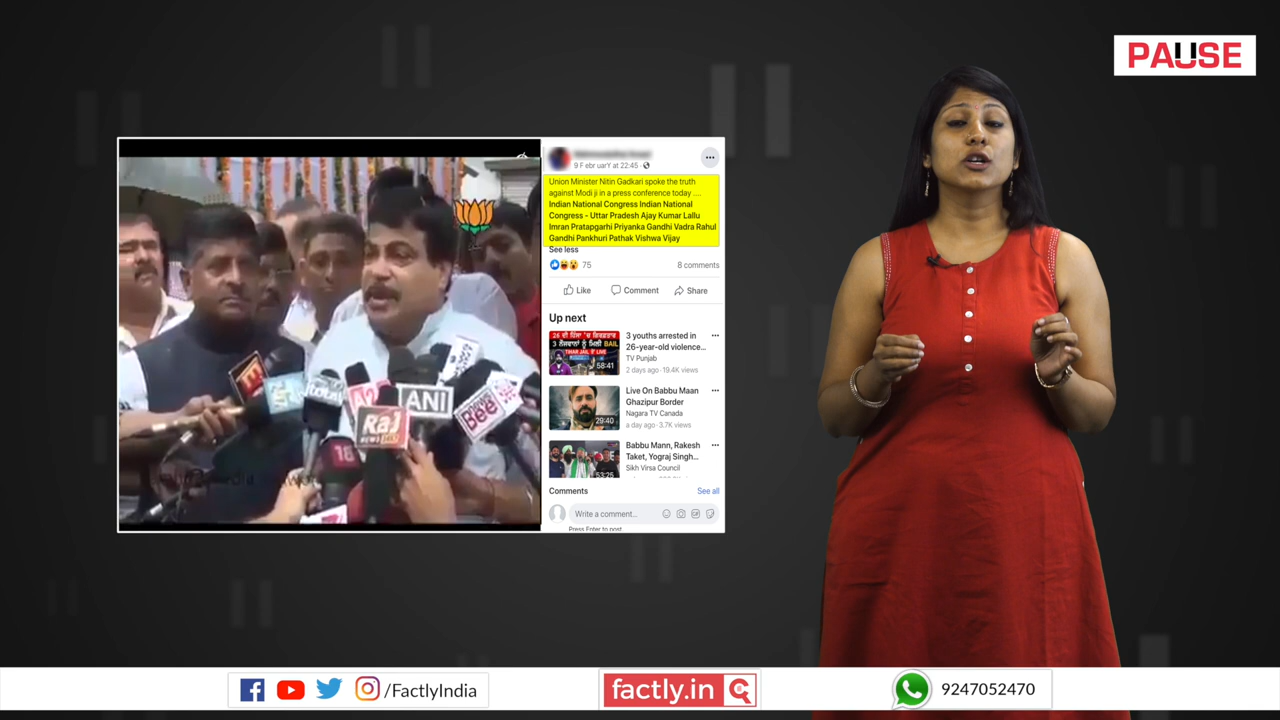 PAUSE
9 F ebr uarY at 22:45
Union Minister Nitin Gadkari spoke the truth
against Modi ji in a press conference today ....
Indian National Congress Indian National
Congress - Uttar Pradesh Ajay Kumar Lallu
Imran Pratapgarhi Priyanka Gandhi Vadra Rahul
Gandhi Pankhuri Pathak Vishwa Vijay
See less
75
8 comments
Like
Comment
Share
Up next
3 youths arrested in
26-year-old violence...
TV Punjab
2 days ago · 19.4K views
58:41
Live On Babbu Maan
Ghazipur Border
Nagara TV Canada
a day ago · 3.7K views
29:40
Babbu Mann, Rakesh
Taket, Yograj Singh...
Sikh Virsa Council
53:25
Comments
See all
Write a comment...
Press Enter to post.
ANI
Raj
NEWS
Bee
18
/FactlyIndia
factly.in
9247052470